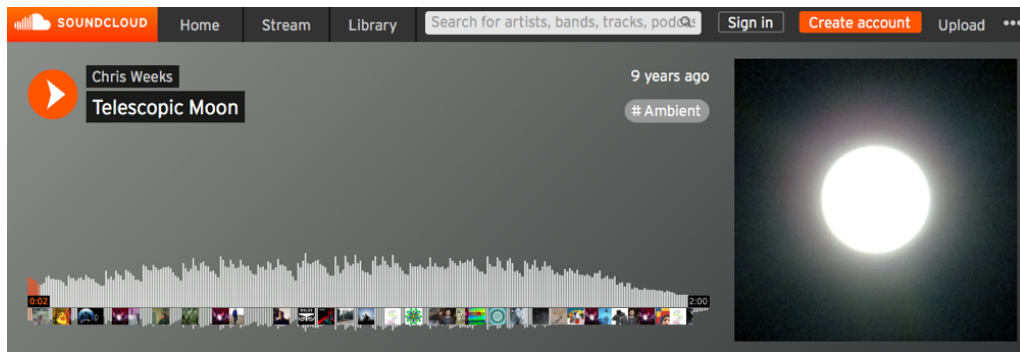 SOUNDCLOUD Home Stream Library Search for artists, bands, tracks, podcas Sign in Create account Upload
Chris Weeks 9 years ago
Telescopic Moon # Ambient
0:02 2:00